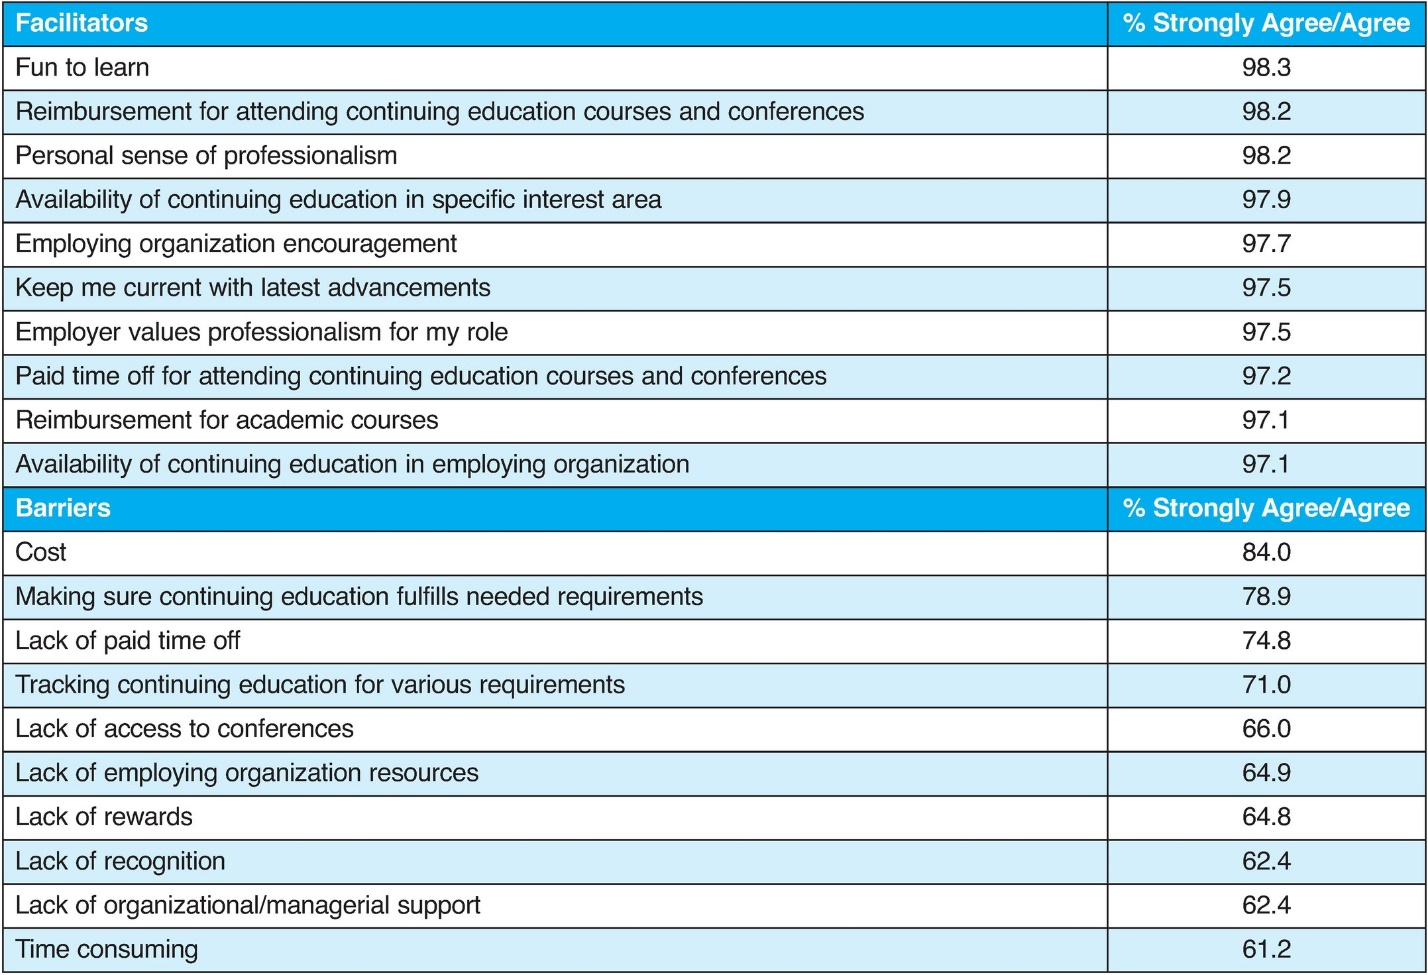 Facilitators % Strongly Agree/Agree
Fun to learn 98.3
Reimbursement for attending continuing education courses and conferences 98.2
Personal sense of professionalism 98.2
Availability of continuing education in specific interest area 97.9
Employing organization encouragement 97.7
Keep me current with latest advancements 97.5
Employer values professionalism for my role 97.5
Paid time off for attending continuing education courses and conferences 97.2
Reimbursement for academic courses 97.1
Availability of continuing education in employing organization 97.1
Barriers % Strongly Agree/Agree
Cost 84.0
Making sure continuing education fulfills needed requirements 78.9
Lack of paid time off 74.8
Tracking continuing education for various requirements 71.0
Lack of access to conferences 66.0
Lack of employing organization resources 64.9
Lack of rewards 64.8
Lack of recognition 62.4
Lack of organizational/managerial support 62.4
Time consuming 61.2